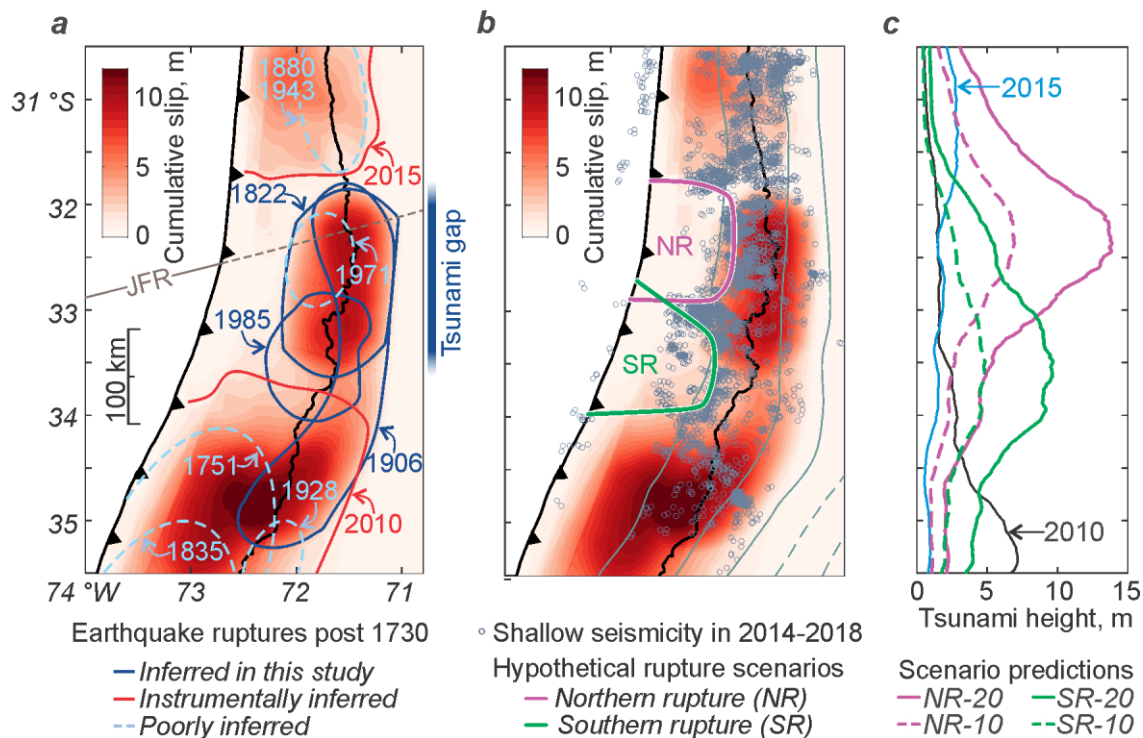 a
b
c
10
5
0
Cumulative slip, m
1880
1943
31 °S
32
33
34
35
74 °W
73
72
71
2015
1822
JFR
1971
1985
100 km
1751
1928
1835
1906
2010
Tsunami gap
10
5
0
Cumulative slip, m
NR
SR
2015
2010
0
5
10
15
Tsunami height, m
Earthquake ruptures post 1730
Inferred in this study
Instrumentally inferred
Poorly inferred
Shallow seismicity in 2014-2018
Hypothetical rupture scenarios
Northern rupture (NR)
Southern rupture (SR)
Scenario predictions
NR-20
SR-20
NR-10
SR-10